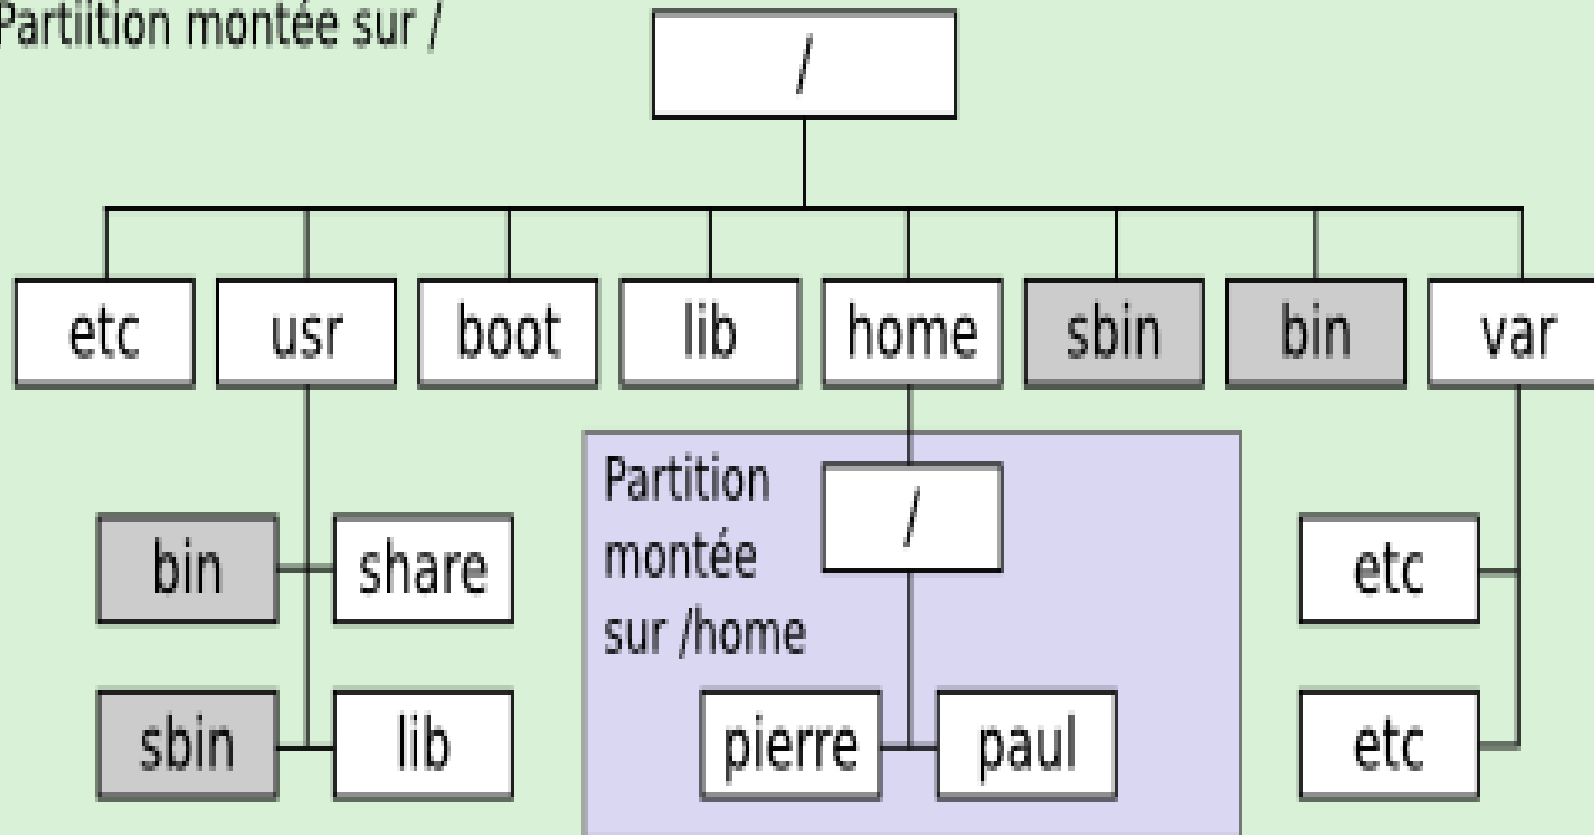 Partiition montée sur /
/
etc usr boot lib home sbin bin var
Partition
montée
sur /home
/
bin share
etc
sbin lib
pierre paul
etc